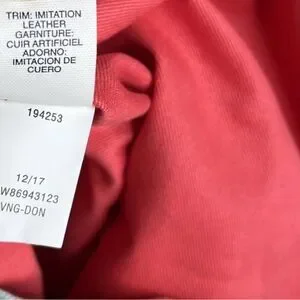 TRIM: IMITATION
LEATHER
GARNITURE:
CUIR ARTIFICIEL
ADORNO:
IMITACION DE
CUERO
194253
12/17
W86943123
VNG-DON